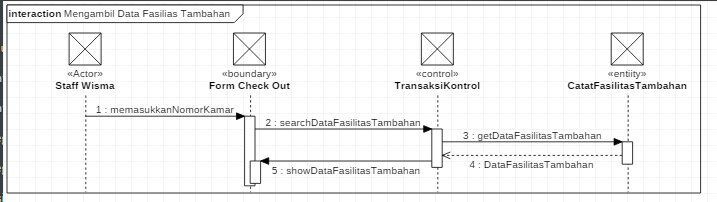 interaction Mengambil Data Fasilias Tambahan
«Actor»
Staff Wisma
«boundary»
Form Check Out
«control»
TransaksiKontrol
«entiity»
CatatFasilitasTambahan
1 : memasukkanNomorKamar
2 : searchDataFasilitasTambahan
3 : getDataFasilitasTambahan
4 : DataFasilitasTambahan
5 : showDataFasilitasTambahan